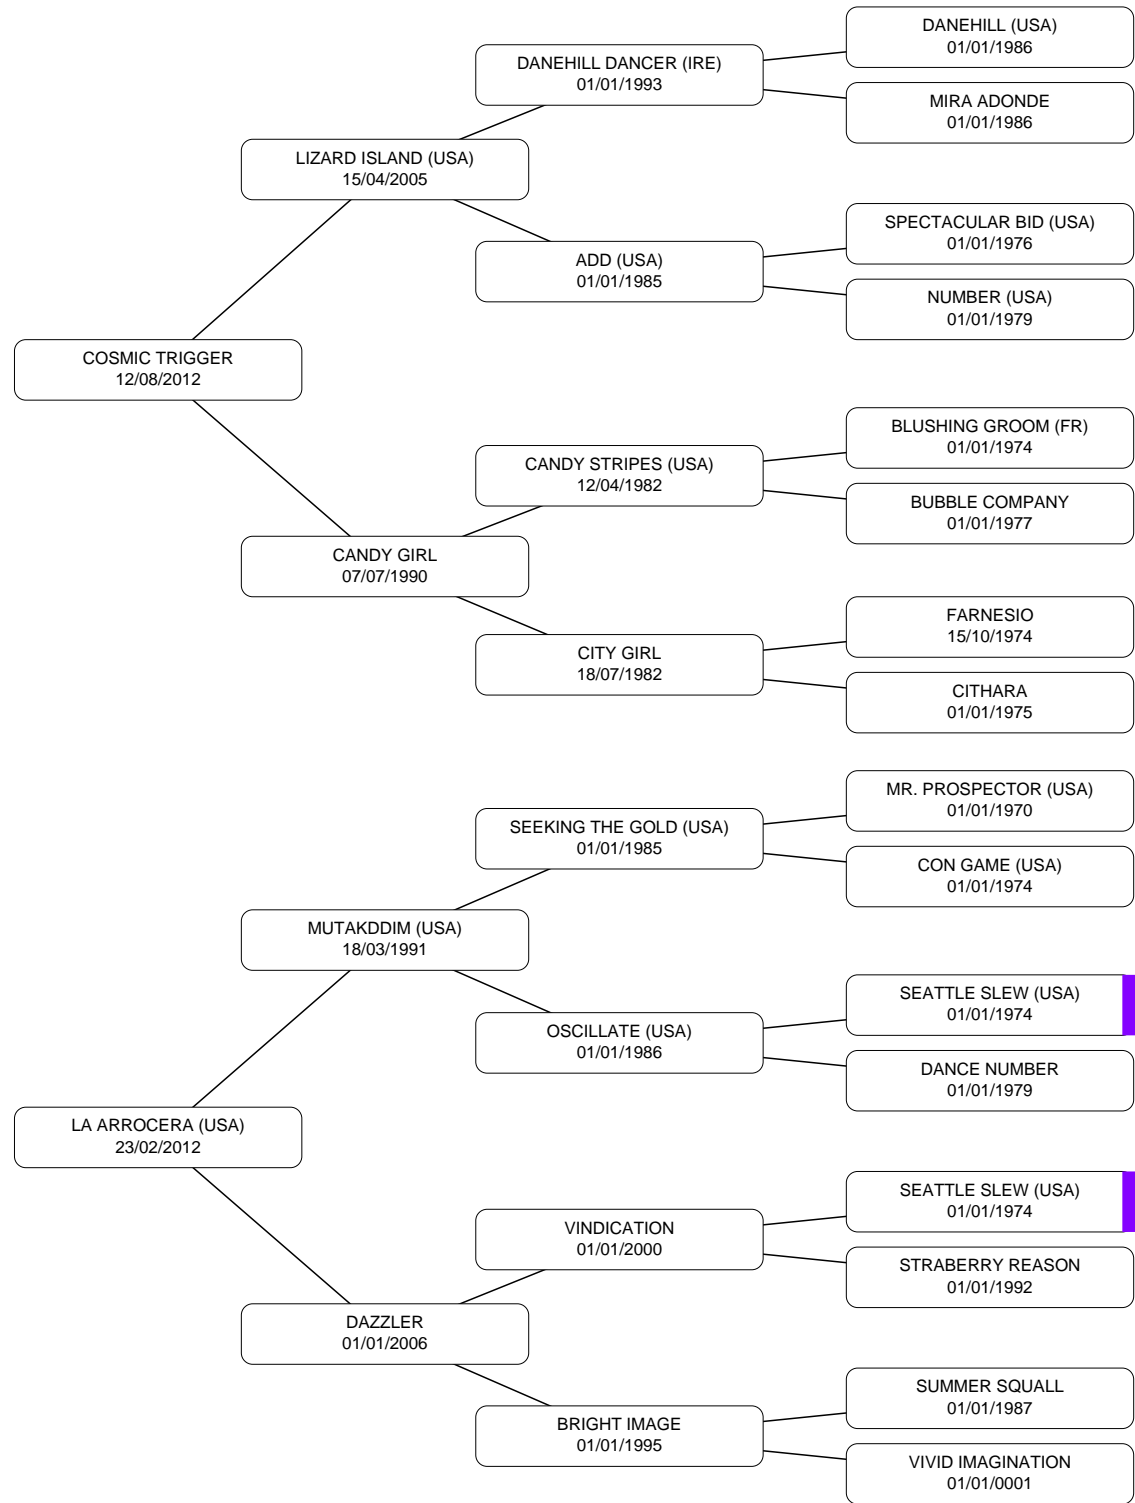 DANEHILL (USA)
01/01/1986
DANEHILL DANCER (IRE)
01/01/1993
MIRA ADONDE
01/01/1986
LIZARD ISLAND (USA)
15/04/2005
SPECTACULAR BID (USA)
01/01/1976
ADD (USA)
01/01/1985
NUMBER (USA)
01/01/1979
COSMIC TRIGGER
12/08/2012
BLUSHING GROOM (FR)
01/01/1974
CANDY STRIPES (USA)
12/04/1982
BUBBLE COMPANY
01/01/1977
CANDY GIRL
07/07/1990
FARNESIO
15/10/1974
CITY GIRL
18/07/1982
CITHARA
01/01/1975
MR. PROSPECTOR (USA)
01/01/1970
SEEKING THE GOLD (USA)
01/01/1985
CON GAME (USA)
01/01/1974
MUTAKDDIM (USA)
18/03/1991
SEATTLE SLEW (USA)
01/01/1974
OSCILLATE (USA)
01/01/1986
DANCE NUMBER
01/01/1979
LA ARROCERA (USA)
23/02/2012
SEATTLE SLEW (USA)
01/01/1974
VINDICATION
01/01/2000
STRABERRY REASON
01/01/1992
DAZZLER
01/01/2006
SUMMER SQUALL
01/01/1987
BRIGHT IMAGE
01/01/1995
VIVID IMAGINATION
01/01/0001